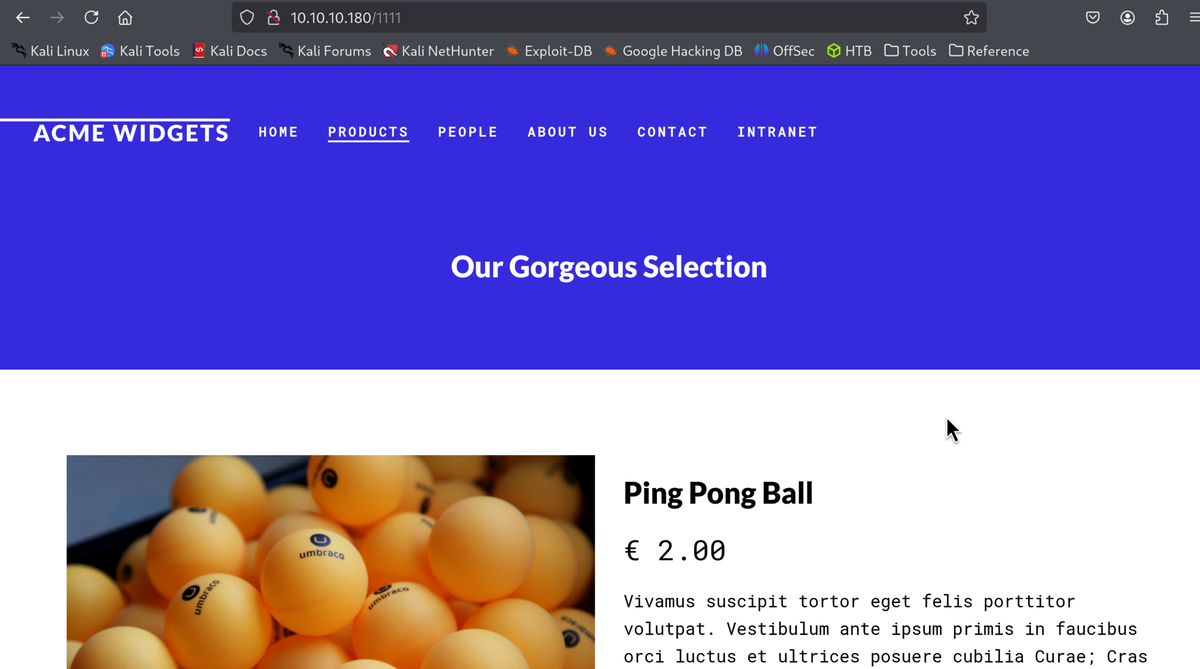 10.10.10.180/1111
Kali Linux Kali Tools Kali Docs Kali Forums Kali NetHunter Exploit-DB Google Hacking DB OffSec HTB Tools Reference
ACME WIDGETS HOME PRODUCTS PEOPLE ABOUT US CONTACT INTRANET
Our Gorgeous Selection
Ping Pong Ball
€ 2.00
Vivamus suscipit tortor eget felis porttitor
volutpat. Vestibulum ante ipsum primis in faucibus
orci luctus et ultrices posuere cubilia Curae; Cras
umbraco
umbraco
umbraco